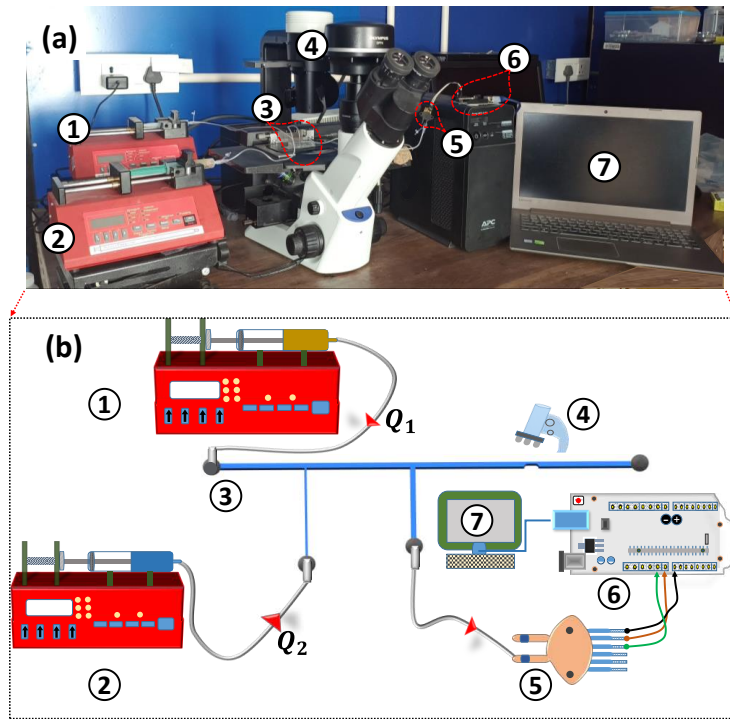 (a)
①
②
③
④
⑤
⑥
⑦
APC
(b)
①
Q₁
②
Q₂
③
④
⑤
⑥
⑦